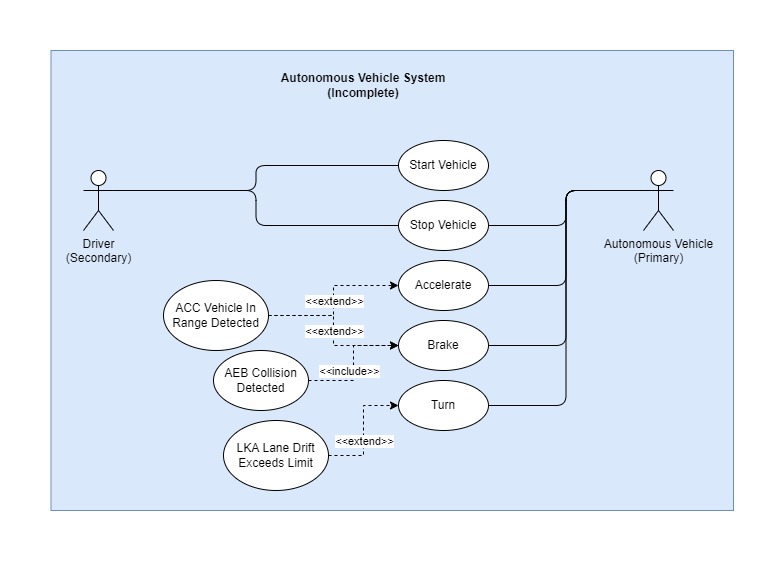 Autonomous Vehicle System
(Incomplete)
Start Vehicle
Stop Vehicle
Driver
(Secondary)
Autonomous Vehicle
(Primary)
Accelerate
<<extend>>
ACC Vehicle In
Range Detected
<<extend>>
Brake
AEB Collision
Detected
<<include>>
Turn
<<extend>>
LKA Lane Drift
Exceeds Limit